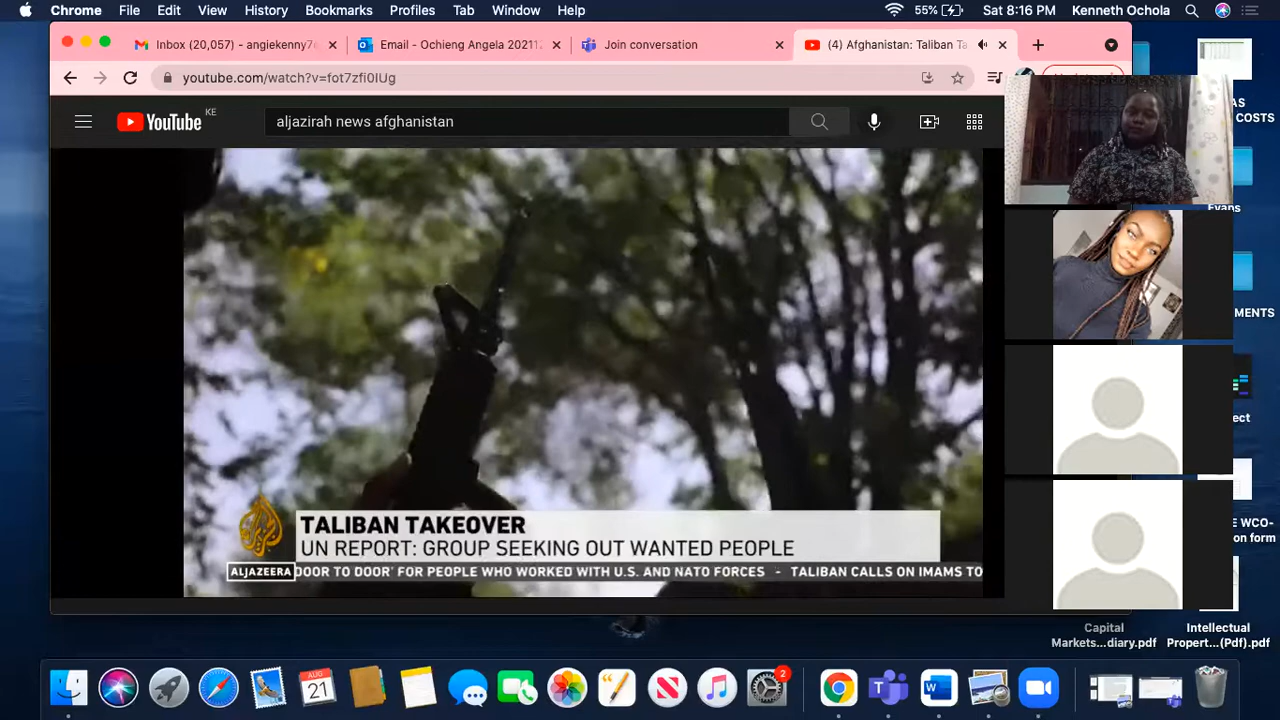 Chrome File Edit View History Bookmarks Profiles Tab Window Help 55% Sat 8:16 PM Kenneth Ochola
Inbox (20,057) - angiekenny7
Email - Ochieng Angela 20211
Join conversation
(4) Afghanistan: Taliban Ta
youtube.com/watch?v=fot7zfi0IUg
YouTube KE
aljazirah news afghanistan
AS
COSTS
Evans
MENTS
ect
E WCO-
on form
TALIBAN TAKEOVER
UN REPORT: GROUP SEEKING OUT WANTED PEOPLE
ALJAZEERA
DOOR TO DOOR' FOR PEOPLE WHO WORKED WITH U.S. AND NATO FORCES - TALIBAN CALLS ON IMAMS TO
Capital
Markets...diary.pdf
Intellectual
Propert...(Pdf).pdf
AUG
21
2